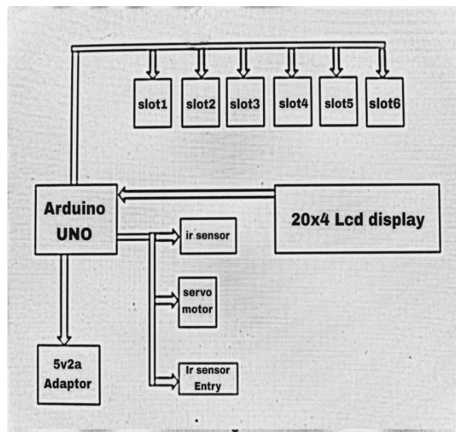 slot1 slot2 slot3 slot4 slot5 slot6
Arduino
UNO
20x4 Lcd display
ir sensor
servo
motor
5v2a
Adaptor
Ir sensor
Entry